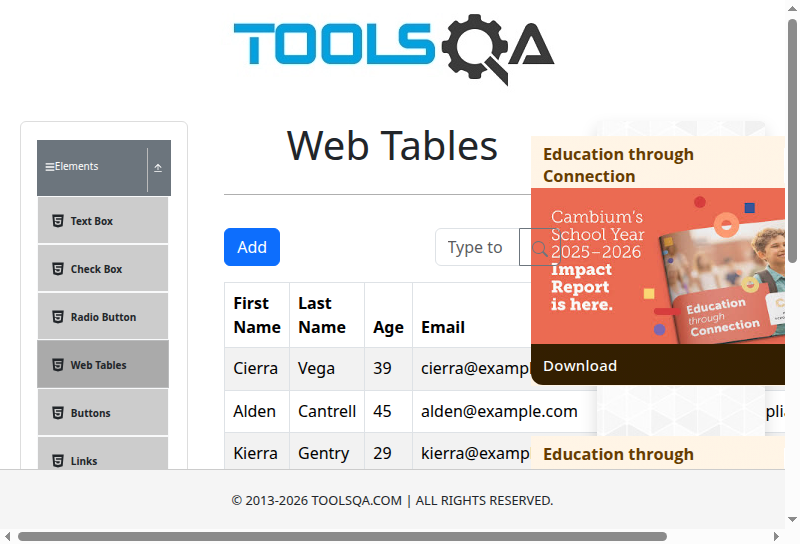 TOOLSQA
Elements
Text Box
Check Box
Radio Button
Web Tables
Buttons
Links
Web Tables
Add
Type to
First Name
Last Name
Age
Email
Cierra
Vega
39
cierra@examp
Alden
Cantrell
45
alden@example.com
Kierra
Gentry
29
kierra@examp
Education through
Connection
Cambium's
School Year
2025–2026
Impact
Report
is here.
Education
through
Connection
Download
Education through
© 2013-2026 TOOLSQA.COM | ALL RIGHTS RESERVED.